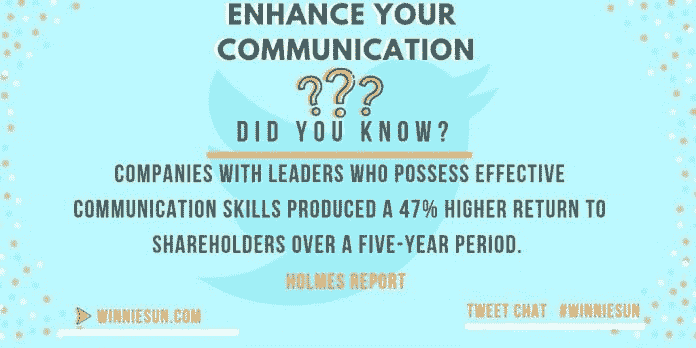 ENHANCE YOUR
COMMUNICATION
???
DID YOU KNOW?
COMPANIES WITH LEADERS WHO POSSESS EFFECTIVE
COMMUNICATION SKILLS PRODUCED A 47% HIGHER RETURN TO
SHAREHOLDERS OVER A FIVE-YEAR PERIOD.
HOLMES REPORT
WINNIESUN.COM
TWEET CHAT #WINNIESUN